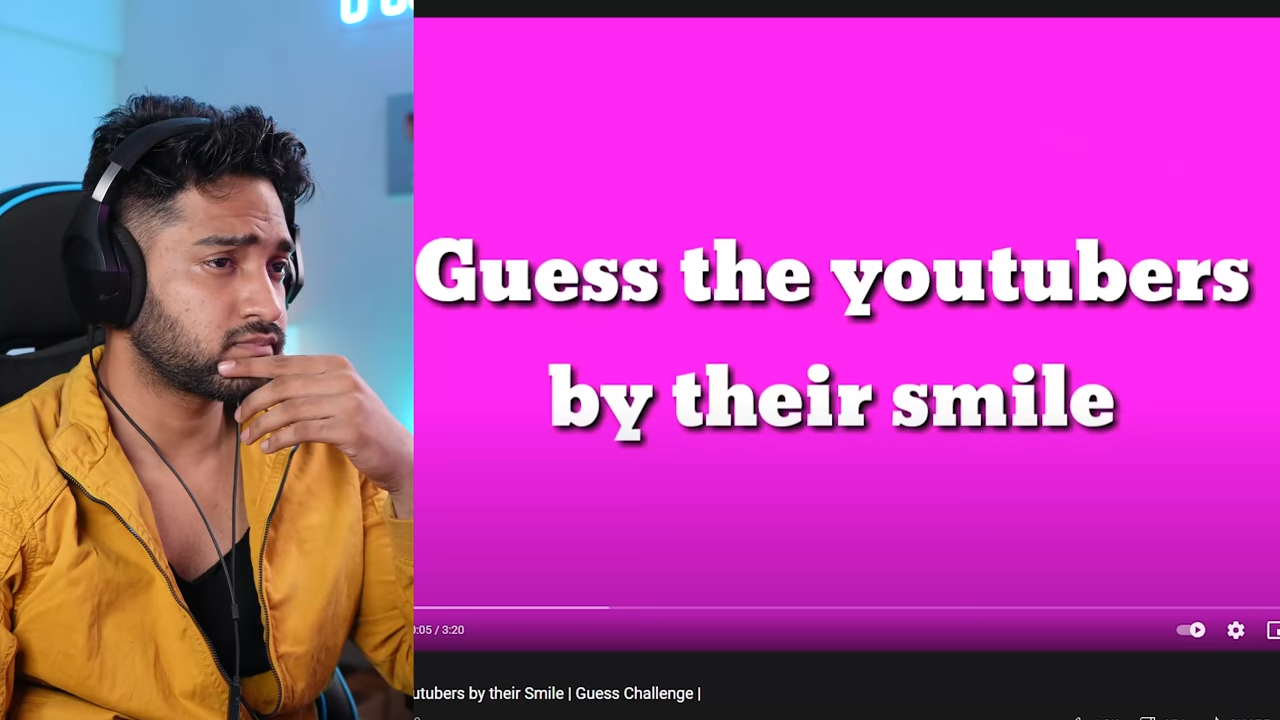 Guess the youtubers
by their smile
0:05 / 3:20
utubers by their Smile | Guess Challenge |